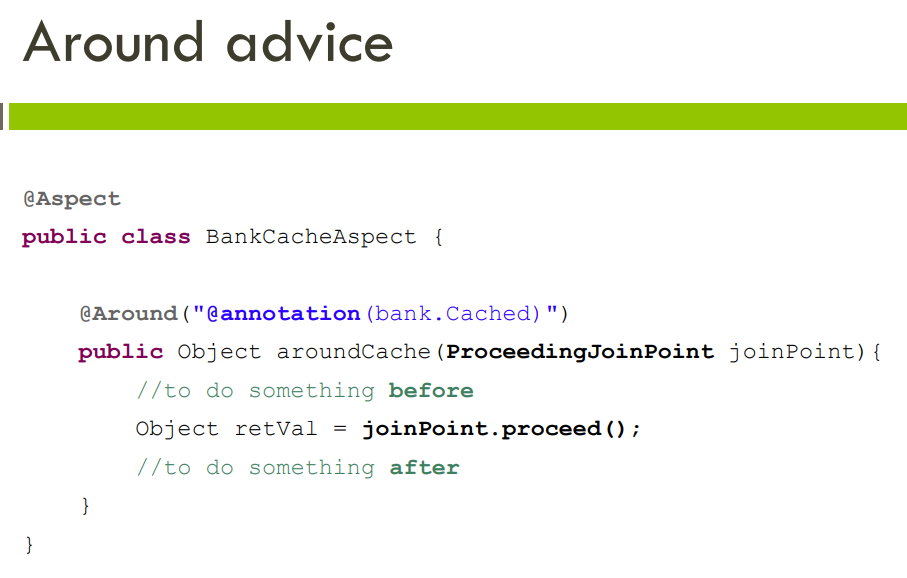 Around advice
@Aspect
public class BankCacheAspect {
@Around("@annotation(bank.Cached)")
public Object aroundCache(ProceedingJoinPoint joinPoint){
//to do something before
Object retVal = joinPoint.proceed();
//to do something after
}
}